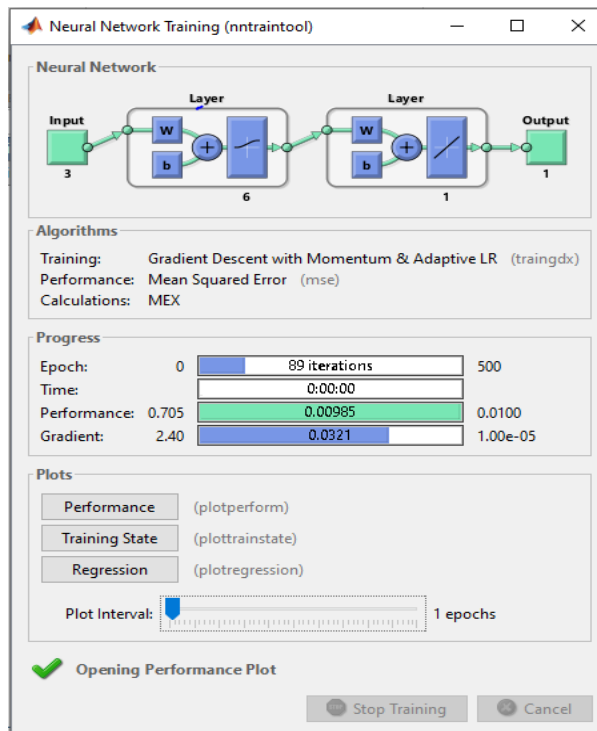 Neural Network Training (nntraintool)
Neural Network
Layer Layer
Input Output
W W
b b
3 6 1 1
Algorithms
Training: Gradient Descent with Momentum & Adaptive LR (traingdx)
Performance: Mean Squared Error (mse)
Calculations: MEX
Progress
Epoch: 0 89 iterations 500
Time: 0:00:00
Performance: 0.705 0.00985 0.0100
Gradient: 2.40 0.0321 1.00e-05
Plots
Performance (plotperform)
Training State (plottrainstate)
Regression (plotregression)
Plot Interval: 1 epochs
Opening Performance Plot
Stop Training Cancel